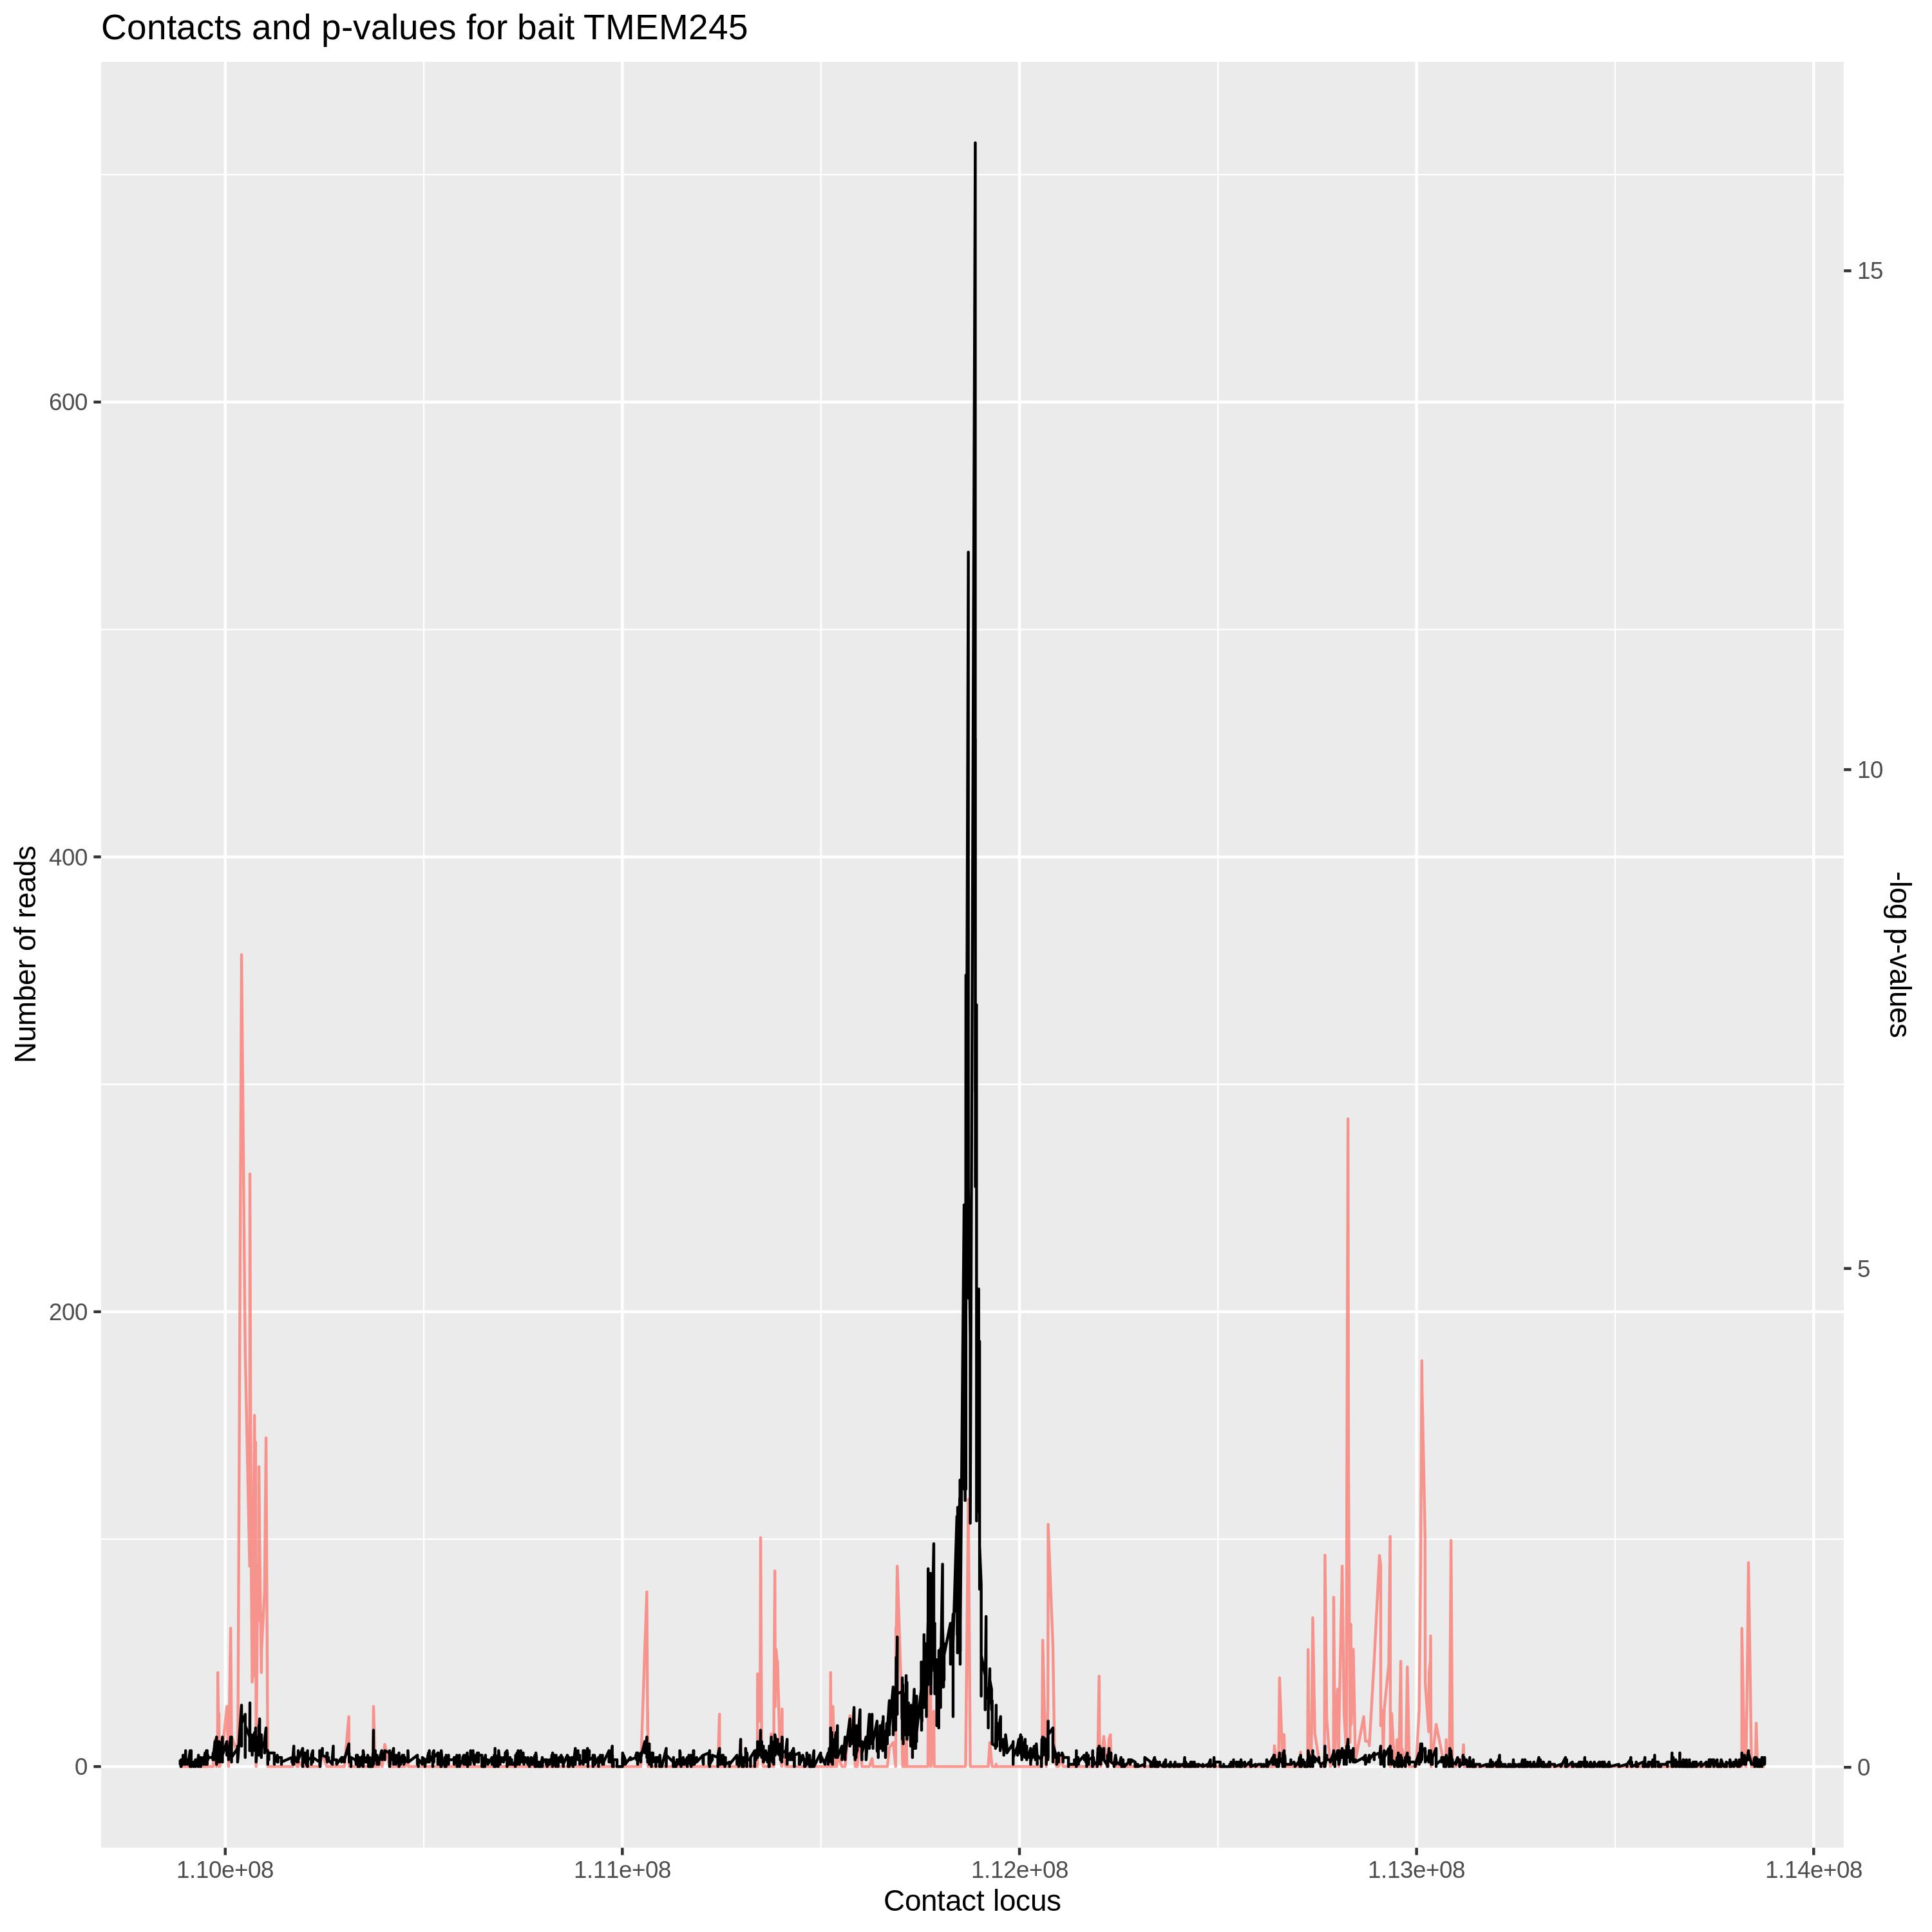 Contacts and p-values for bait TMEM245
600
400
200
0
Number of reads
15
10
5
0
-log p-values
1.10e+08
1.11e+08
1.12e+08
1.13e+08
1.14e+08
Contact locus